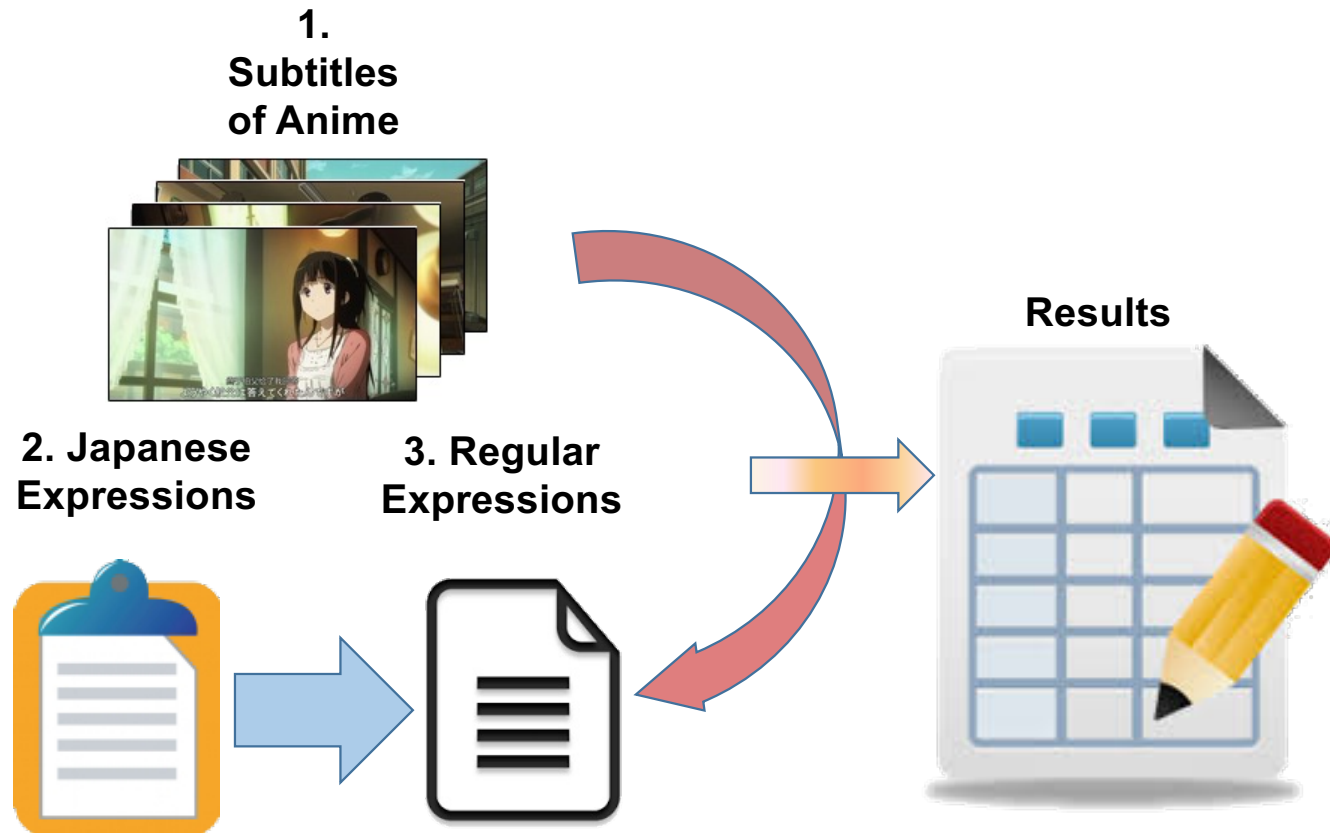 1.
Subtitles
of Anime
Results
2. Japanese
Expressions
3. Regular
Expressions